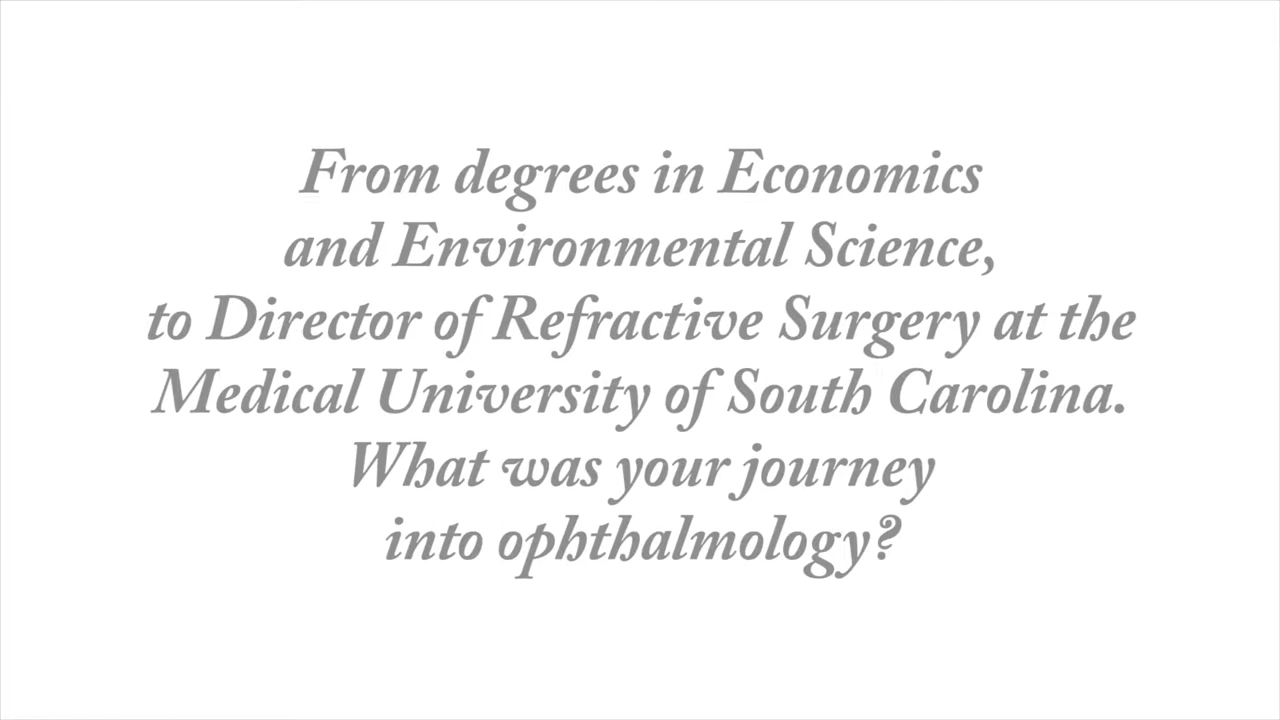 From degrees in Economics
and Environmental Science,
to Director of Refractive Surgery at the
Medical University of South Carolina.
What was your journey
into ophthalmology?